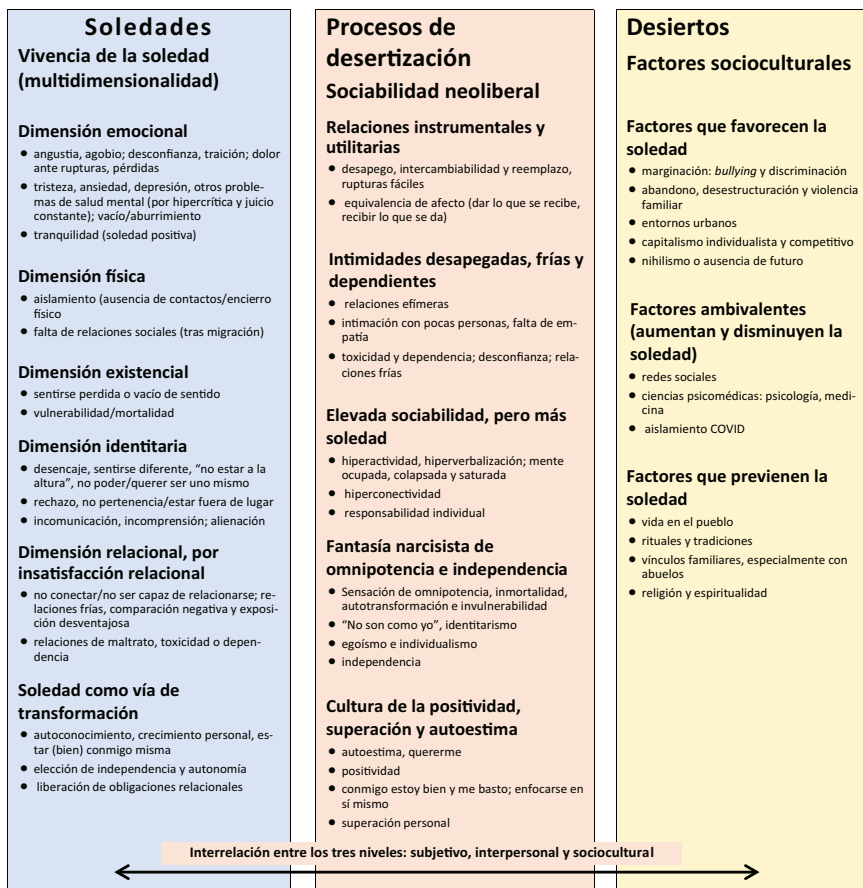 Soledades
Vivencia de la soledad
(multidimensionalidad)
Dimensión emocional
• angustia, agobio; desconfianza, traición; dolor
ante rupturas, pérdidas
• tristeza, ansiedad, depresión, otros proble-
mas de salud mental (por hipercrítica y juicio
constante); vacío/aburrimiento
• tranquilidad (soledad positiva)
Dimensión física
• aislamiento (ausencia de contactos/encierro
físico
• falta de relaciones sociales (tras migración)
Dimensión existencial
• sentirse perdida o vacío de sentido
• vulnerabilidad/mortalidad
Dimensión identitaria
• desencaje, sentirse diferente, “no estar a la
altura”, no poder/querer ser uno mismo
• rechazo, no pertenencia/estar fuera de lugar
• incomunicación, incomprensión; alienación
Dimensión relacional, por
insatisfacción relacional
• no conectar/no ser capaz de relacionarse; re-
laciones frías, comparación negativa y exposi-
ción desventajosa
• relaciones de maltrato, toxicidad o depen-
dencia
Soledad como vía de
transformación
• autoconocimiento, crecimiento personal, es-
tar (bien) conmigo misma
• elección de independencia y autonomía
• liberación de obligaciones relacionales
Procesos de
desertización
Sociabilidad neoliberal
Relaciones instrumentales y
utilitarias
• desapego, intercambiabilidad y reemplazo,
rupturas fáciles
• equivalencia de afecto (dar lo que se recibe,
recibir lo que se da)
Intimidades desapegadas, frías y
dependientes
• relaciones efímeras
• intimación con pocas personas, falta de em-
patía
• toxicidad y dependencia; desconfianza; rela-
ciones frías
Elevada sociabilidad, pero más
soledad
• hiperactividad, hiperverbalización; mente
ocupada, colapsada y saturada
• hiperconectividad
• responsabilidad individual
Fantasía narcisista de
omnipotencia e independencia
• Sensación de omnipotencia, inmortalidad,
autotransformación e invulnerabilidad
• “No son como yo”, identitarismo
• egoísmo e individualismo
• independencia
Cultura de la positividad,
superación y autoestima
• autoestima, quererme
• positividad
• conmigo estoy bien y me basto; enfocarse en
sí mismo
• superación personal
Desiertos
Factores socioculturales
Factores que favorecen la
soledad
• marginación: bullying y discriminación
• abandono, desestructuración y violencia
familiar
• entornos urbanos
• capitalismo individualista y competitivo
• nihilismo o ausencia de futuro
Factores ambivalentes
(aumentan y disminuyen la
soledad)
• redes sociales
• ciencias psicomédicas: psicología, medi-
cina
• aislamiento COVID
Factores que previenen la
soledad
• vida en el pueblo
• rituales y tradiciones
• vínculos familiares, especialmente con
abuelos
• religión y espiritualidad
Interrelación entre los tres niveles: subjetivo, interpersonal y sociocultural